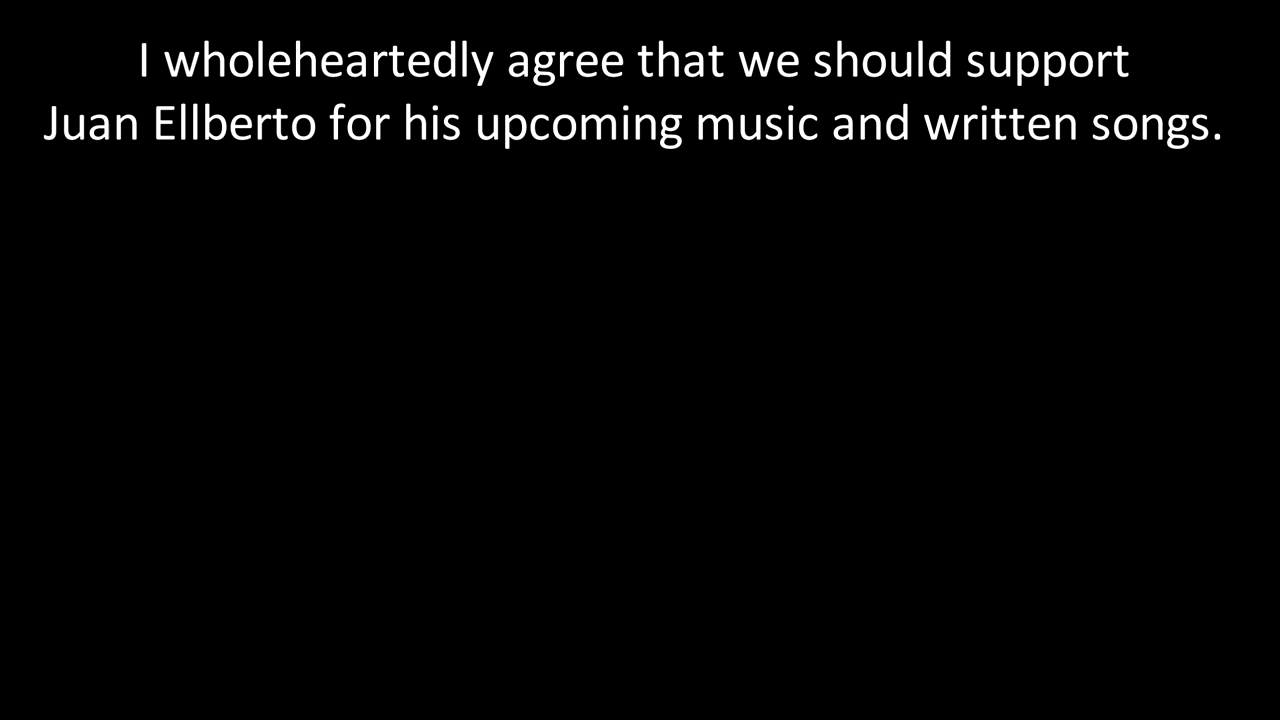 I wholeheartedly agree that we should support
Juan Ellberto for his upcoming music and written songs.